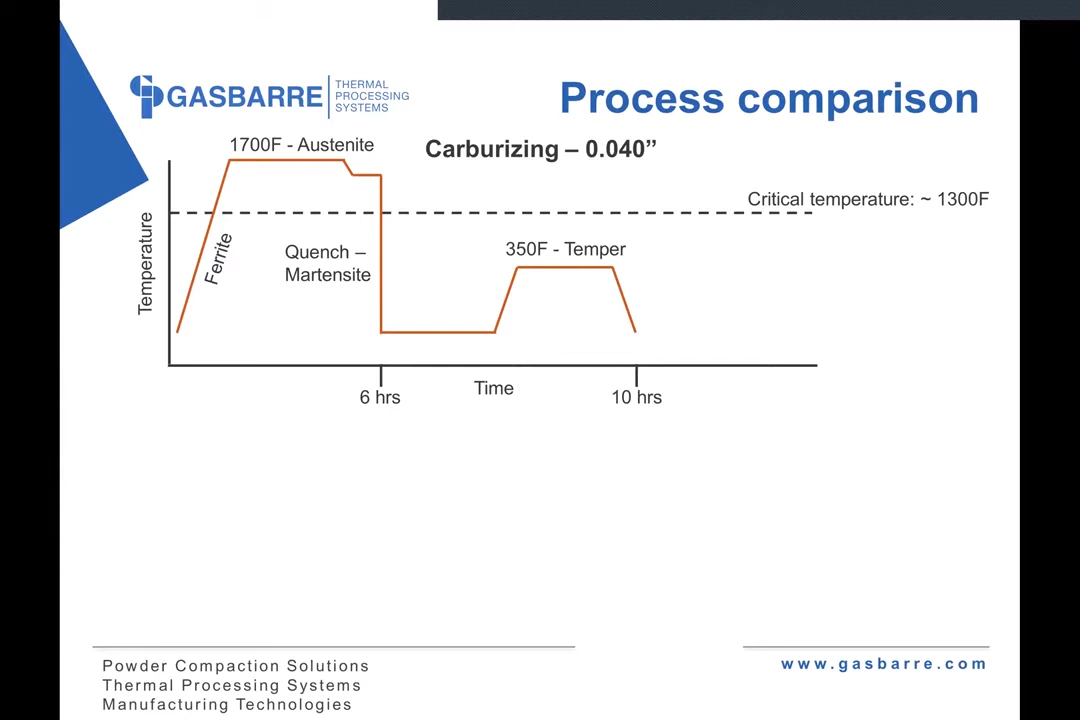 GASBARRE
THERMAL
PROCESSING
SYSTEMS
Process comparison
1700F - Austenite
Carburizing – 0.040”
Critical temperature: ~ 1300F
Temperature
Ferrite
Quench –
Martensite
350F - Temper
6 hrs
Time
10 hrs
Powder Compaction Solutions
Thermal Processing Systems
Manufacturing Technologies
www.gasbarre.com